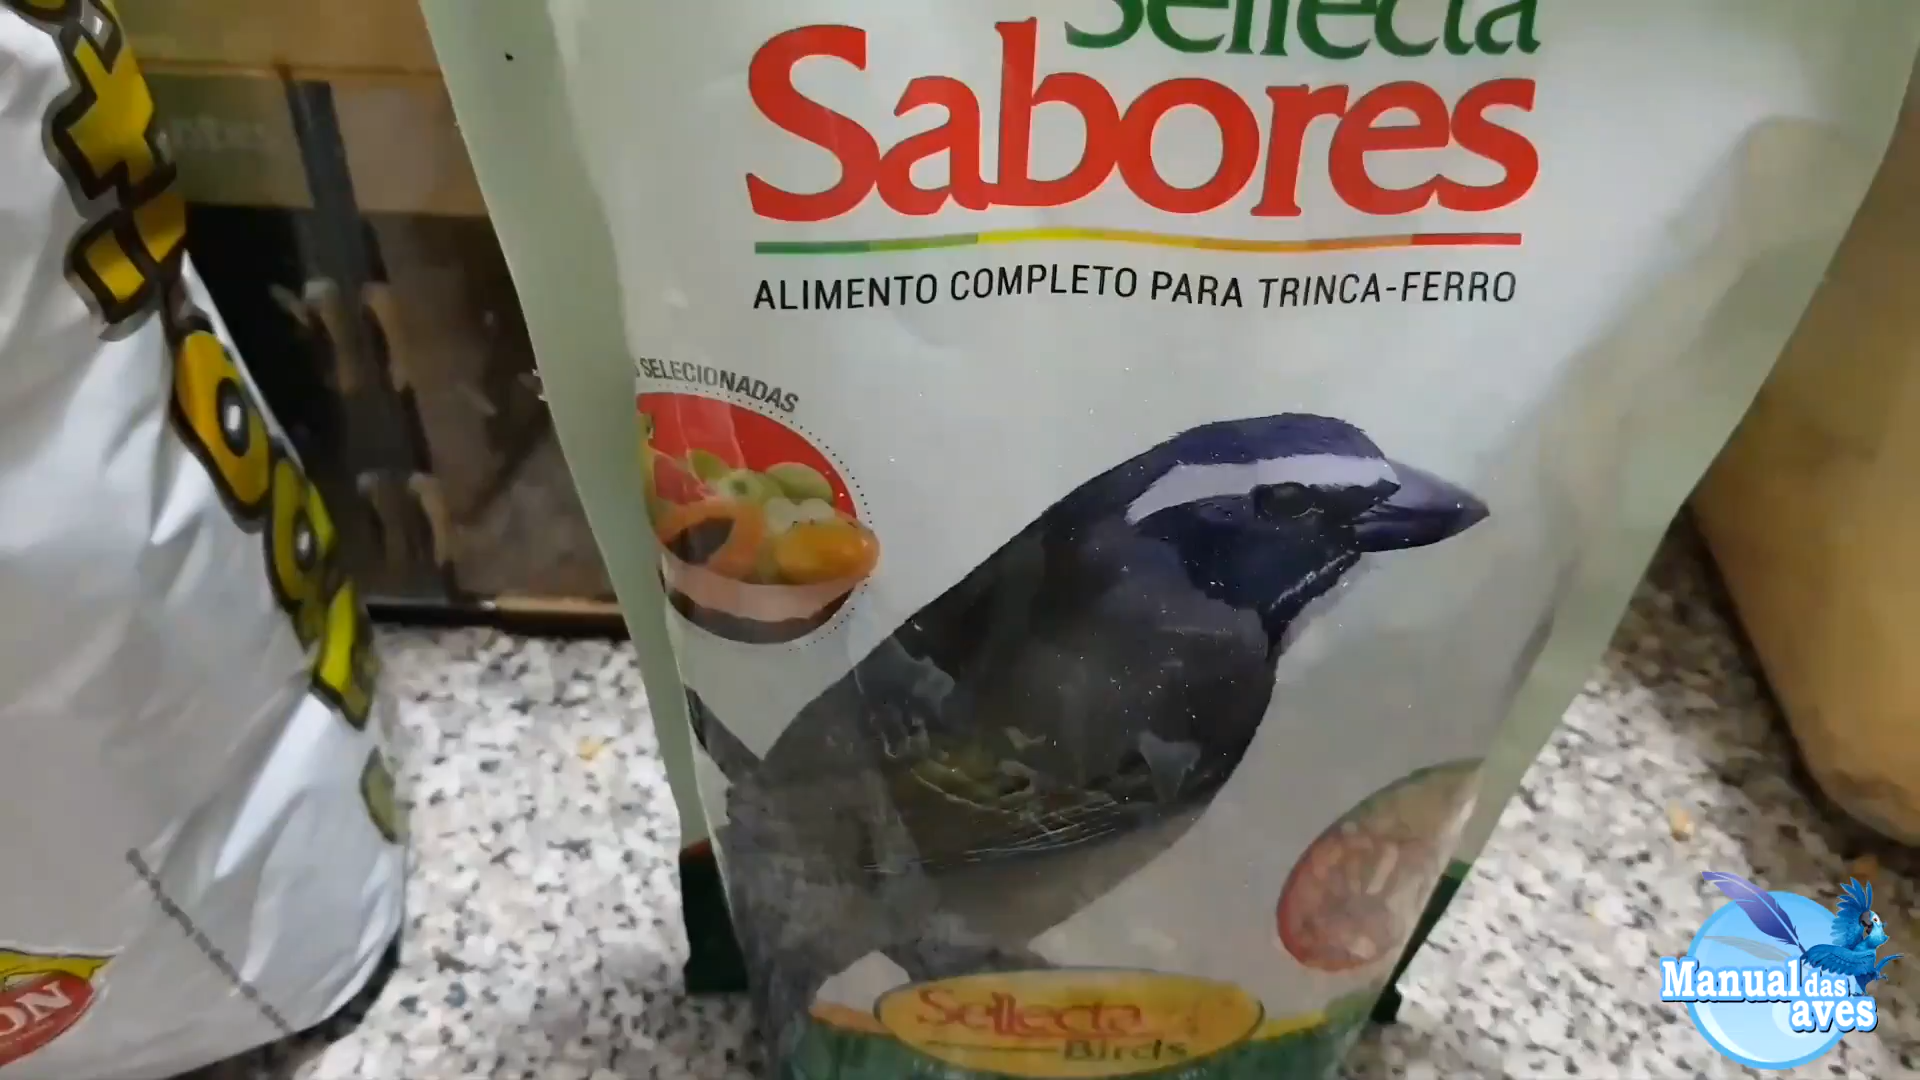 Sellecta
Sabores
ALIMENTO COMPLETO PARA TRINCA-FERRO
SELECIONADAS
Sellecta
Birds
Manual das
aves